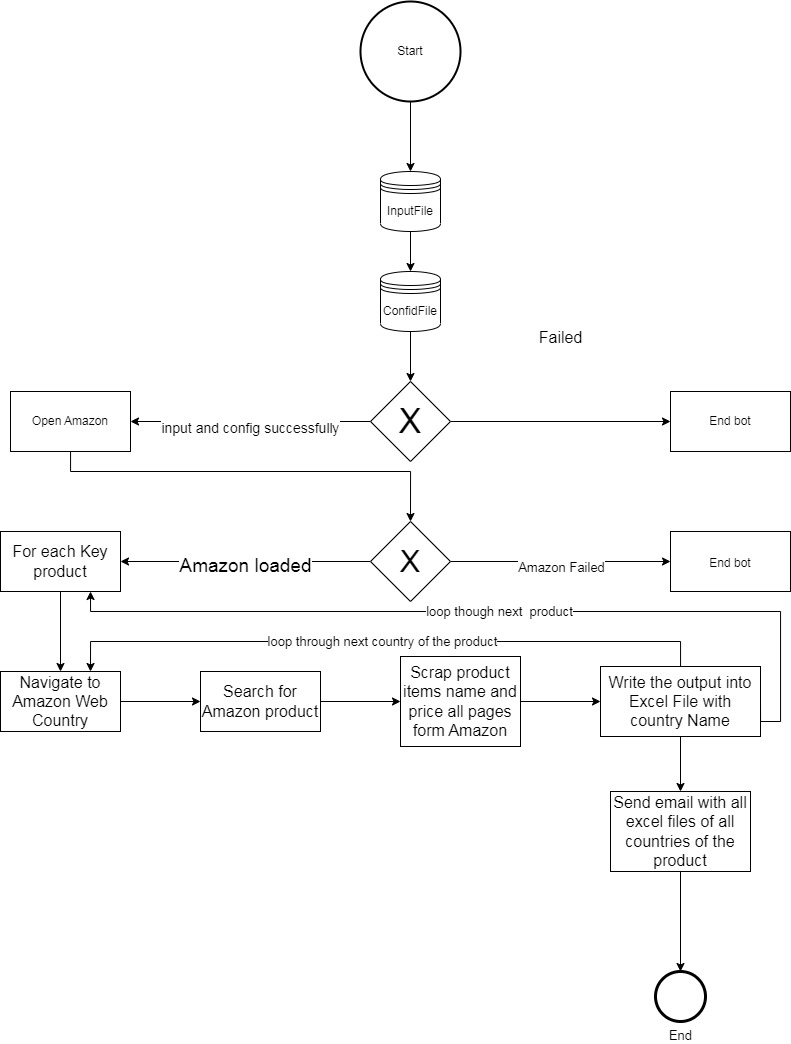 Start
InputFile
ConfidFile
Failed
Open Amazon
input and config successfully
X
End bot
For each Key
product
Amazon loaded
X
Amazon Failed
End bot
loop though next product
loop through next country of the product
Navigate to
Amazon Web
Country
Search for
Amazon product
Scrap product
items name and
price all pages
form Amazon
Write the output into
Excel File with
country Name
Send email with all
excel files of all
countries of the
product
End